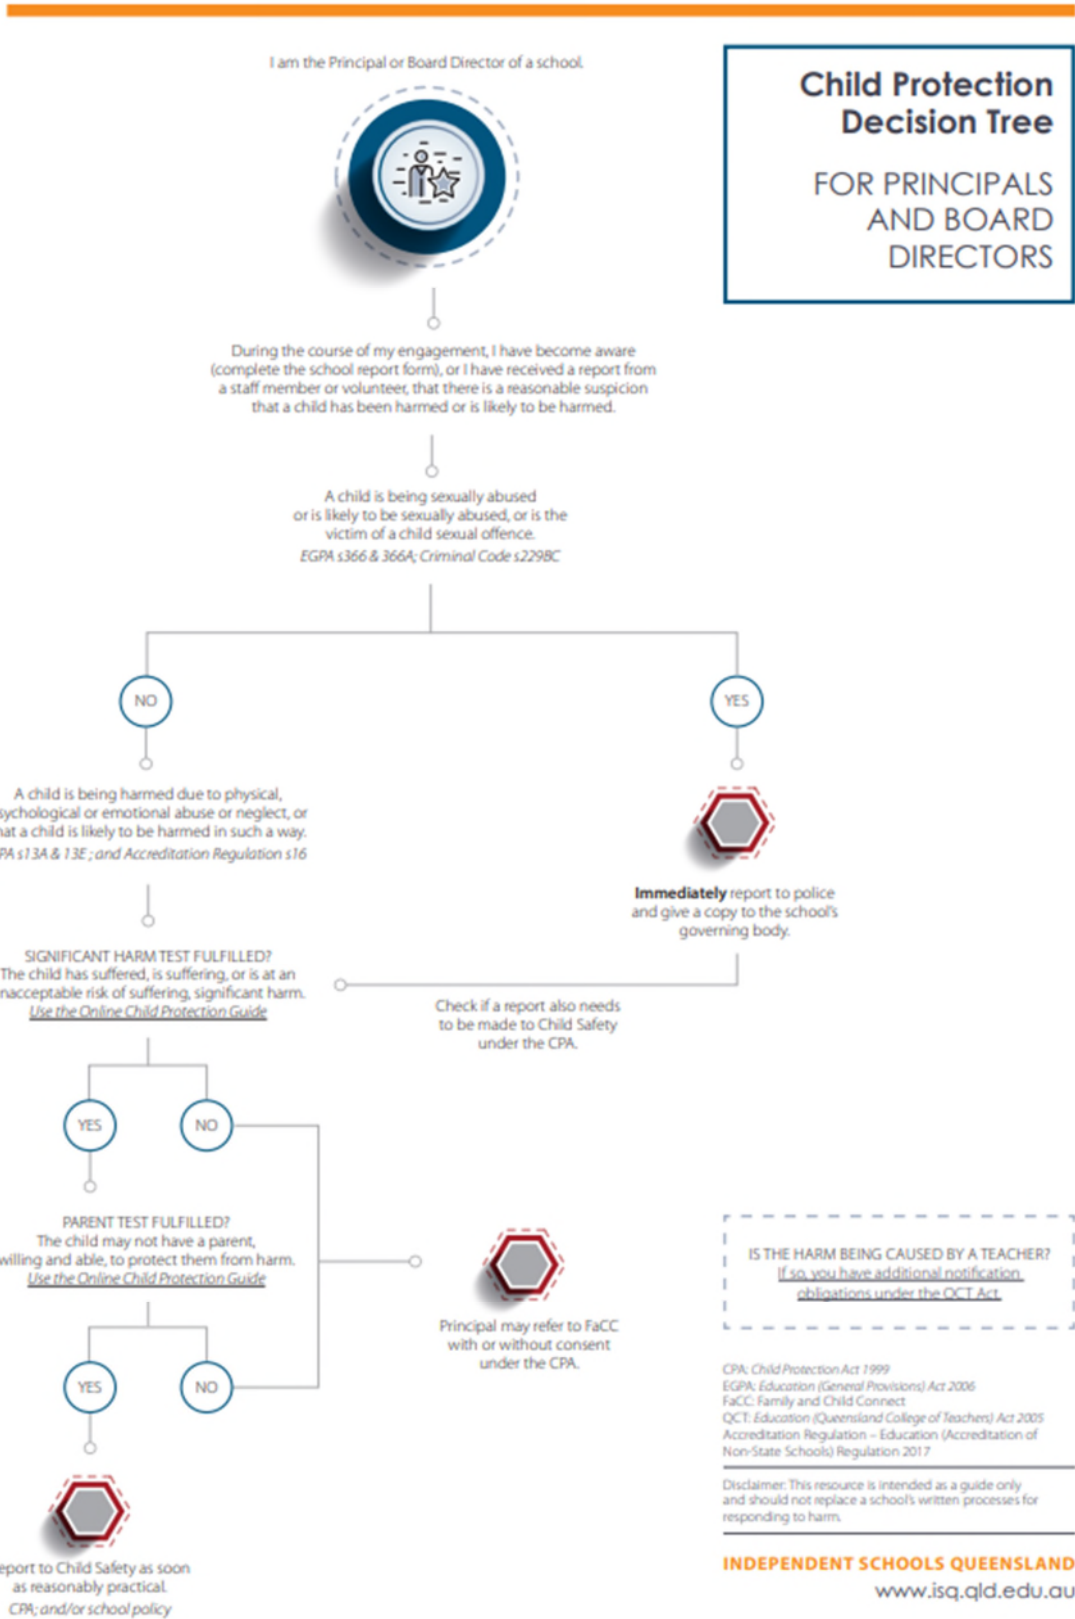 I am the Principal or Board Director of a school.
Child Protection
Decision Tree
FOR PRINCIPALS
AND BOARD
DIRECTORS
During the course of my engagement, I have become aware
(complete the school report form), or I have received a report from
a staff member or volunteer, that there is a reasonable suspicion
that a child has been harmed or is likely to be harmed.
A child is being sexually abused
or is likely to be sexually abused, or is the
victim of a child sexual offence.
EGPA s366 & 366A; Criminal Code s229BC
NO
YES
A child is being harmed due to physical,
sychological or emotional abuse or neglect, or
hat a child is likely to be harmed in such a way.
PA s13A & 13E ; and Accreditation Regulation s16
Immediately report to police
and give a copy to the school's
governing body.
SIGNIFICANT HARM TEST FULFILLED?
The child has suffered, is suffering, or is at an
nacceptable risk of suffering, significant harm.
Use the Online Child Protection Guide
Check if a report also needs
to be made to Child Safety
under the CPA.
YES
NO
PARENT TEST FULFILLED?
The child may not have a parent,
willing and able, to protect them from harm.
Use the Online Child Protection Guide
Principal may refer to FaCC
with or without consent
under the CPA.
YES
NO
eport to Child Safety as soon
as reasonably practical.
CPA; and/or school policy
IS THE HARM BEING CAUSED BY A TEACHER?
If so, you have additional notification
obligations under the QCT Act.
CPA: Child Protection Act 1999
EGPA: Education (General Provisions) Act 2006
FaCC: Family and Child Connect
QCT: Education (Queensland College of Teachers) Act 2005
Accreditation Regulation – Education (Accreditation of
Non-State Schools) Regulation 2017
Disclaimer: This resource is intended as a guide only
and should not replace a school's written processes for
responding to harm.
INDEPENDENT SCHOOLS QUEENSLAND
www.isq.qld.edu.au